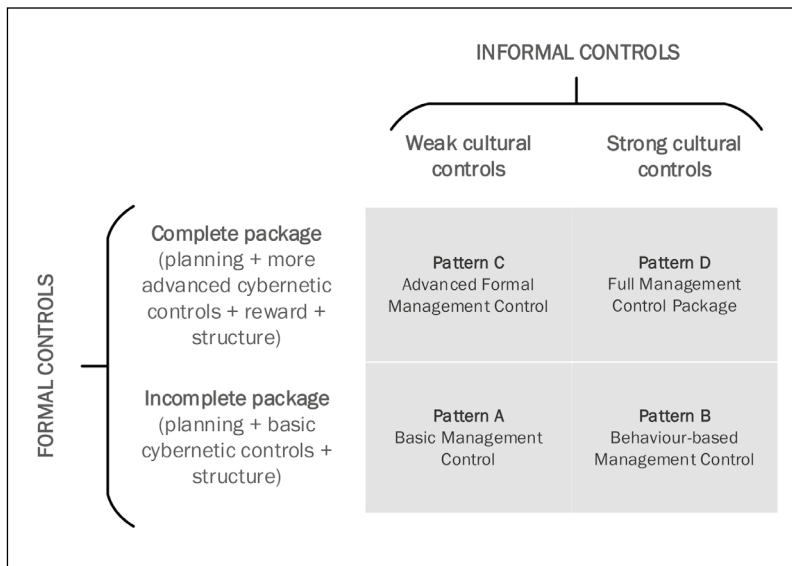 INFORMAL CONTROLS
Weak cultural
controls
Strong cultural
controls
FORMAL CONTROLS
Complete package
(planning + more
advanced cybernetic
controls + reward +
structure)
Pattern C
Advanced Formal
Management Control
Pattern D
Full Management
Control Package
Incomplete package
(planning + basic
cybernetic controls +
structure)
Pattern A
Basic Management
Control
Pattern B
Behaviour-based
Management Control